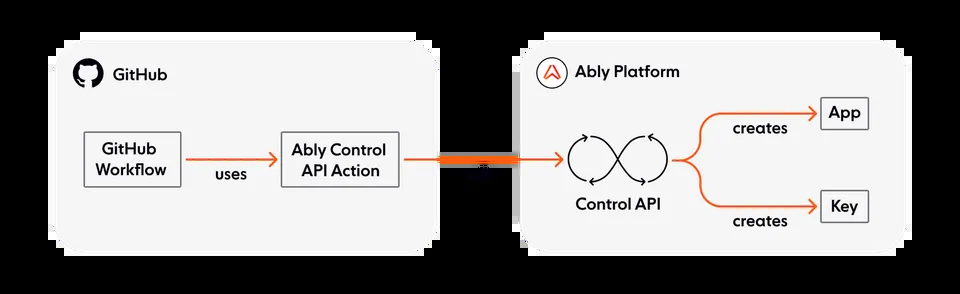 GitHub
GitHub
Workflow
uses
Ably Control
API Action
Ably Platform
Control API
creates
App
creates
Key